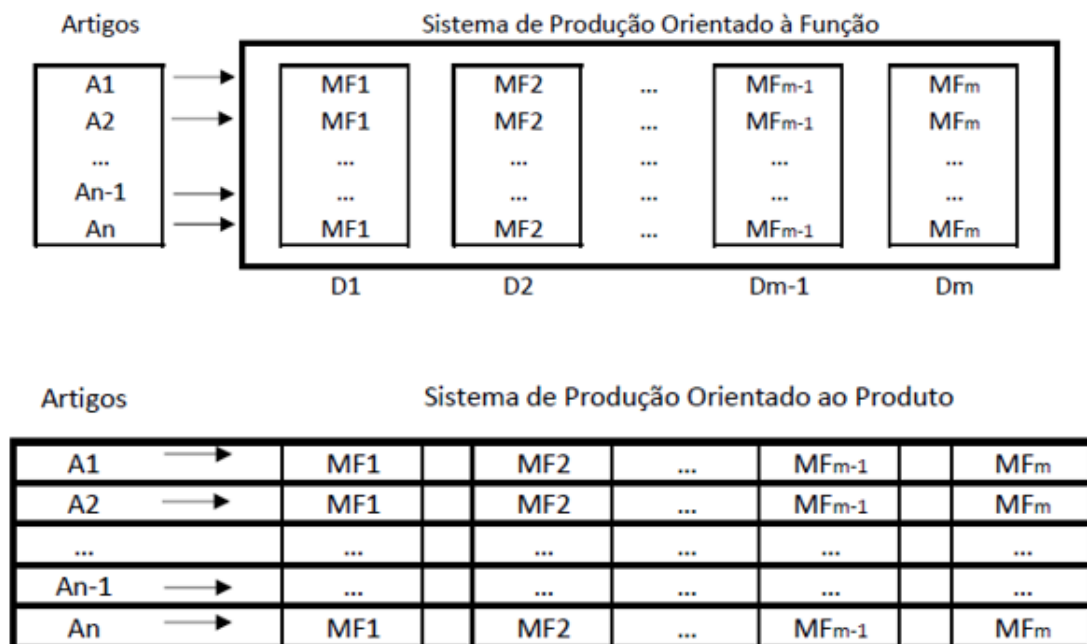 Artigos Sistema de Produção Orientado à Função
A1 MF1 MF2 ... MFm-1 MFm
A2 MF1 MF2 ... MFm-1 MFm
... ... ... ... ... ...
An-1 ... ... ... ... ...
An MF1 MF2 ... MFm-1 MFm
D1 D2 Dm-1 Dm
Artigos Sistema de Produção Orientado ao Produto
A1 MF1 MF2 ... MFm-1 MFm
A2 MF1 MF2 ... MFm-1 MFm
... ... ... ... ... ...
An-1 ... ... ... ... ...
An MF1 MF2 ... MFm-1 MFm